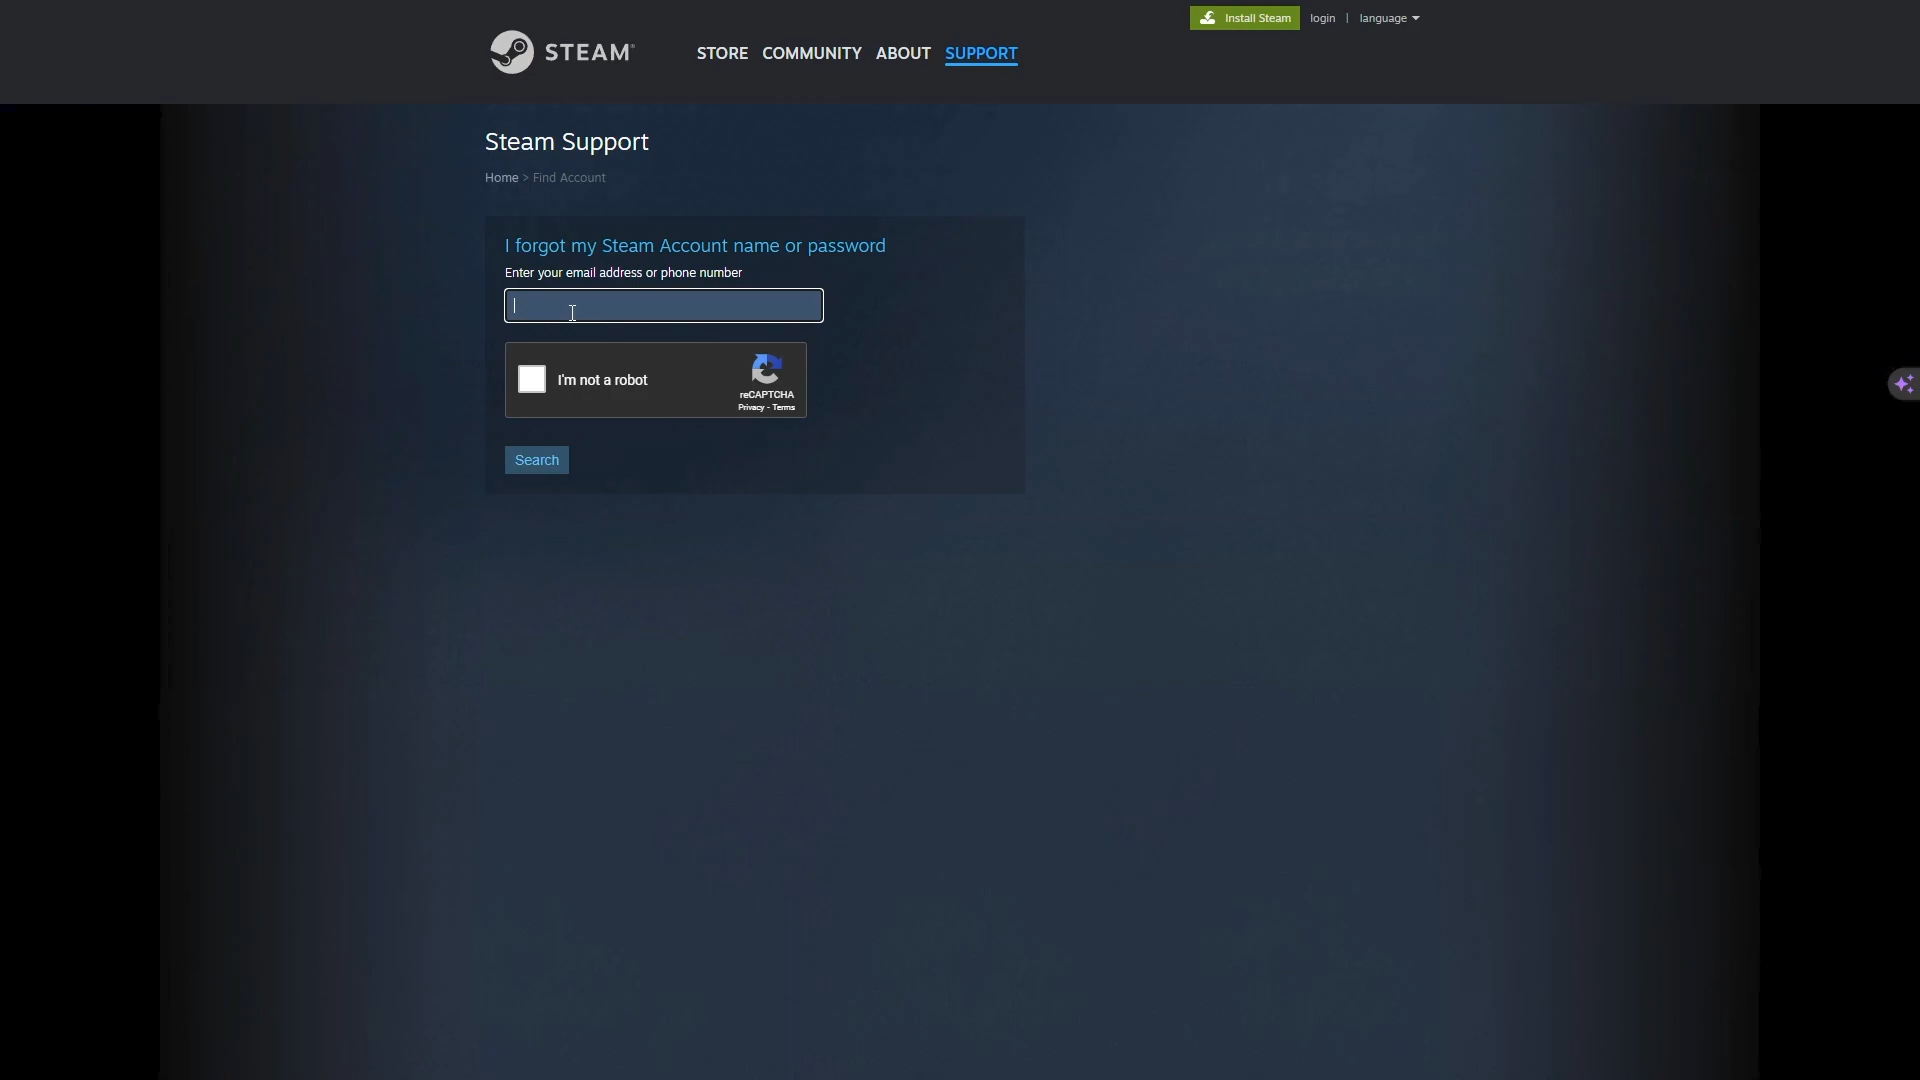 Install Steam login | language
STEAM® STORE COMMUNITY ABOUT SUPPORT
Steam Support
Home > Find Account
I forgot my Steam Account name or password
Enter your email address or phone number
I'm not a robot
reCAPTCHA
Privacy - Terms
Search